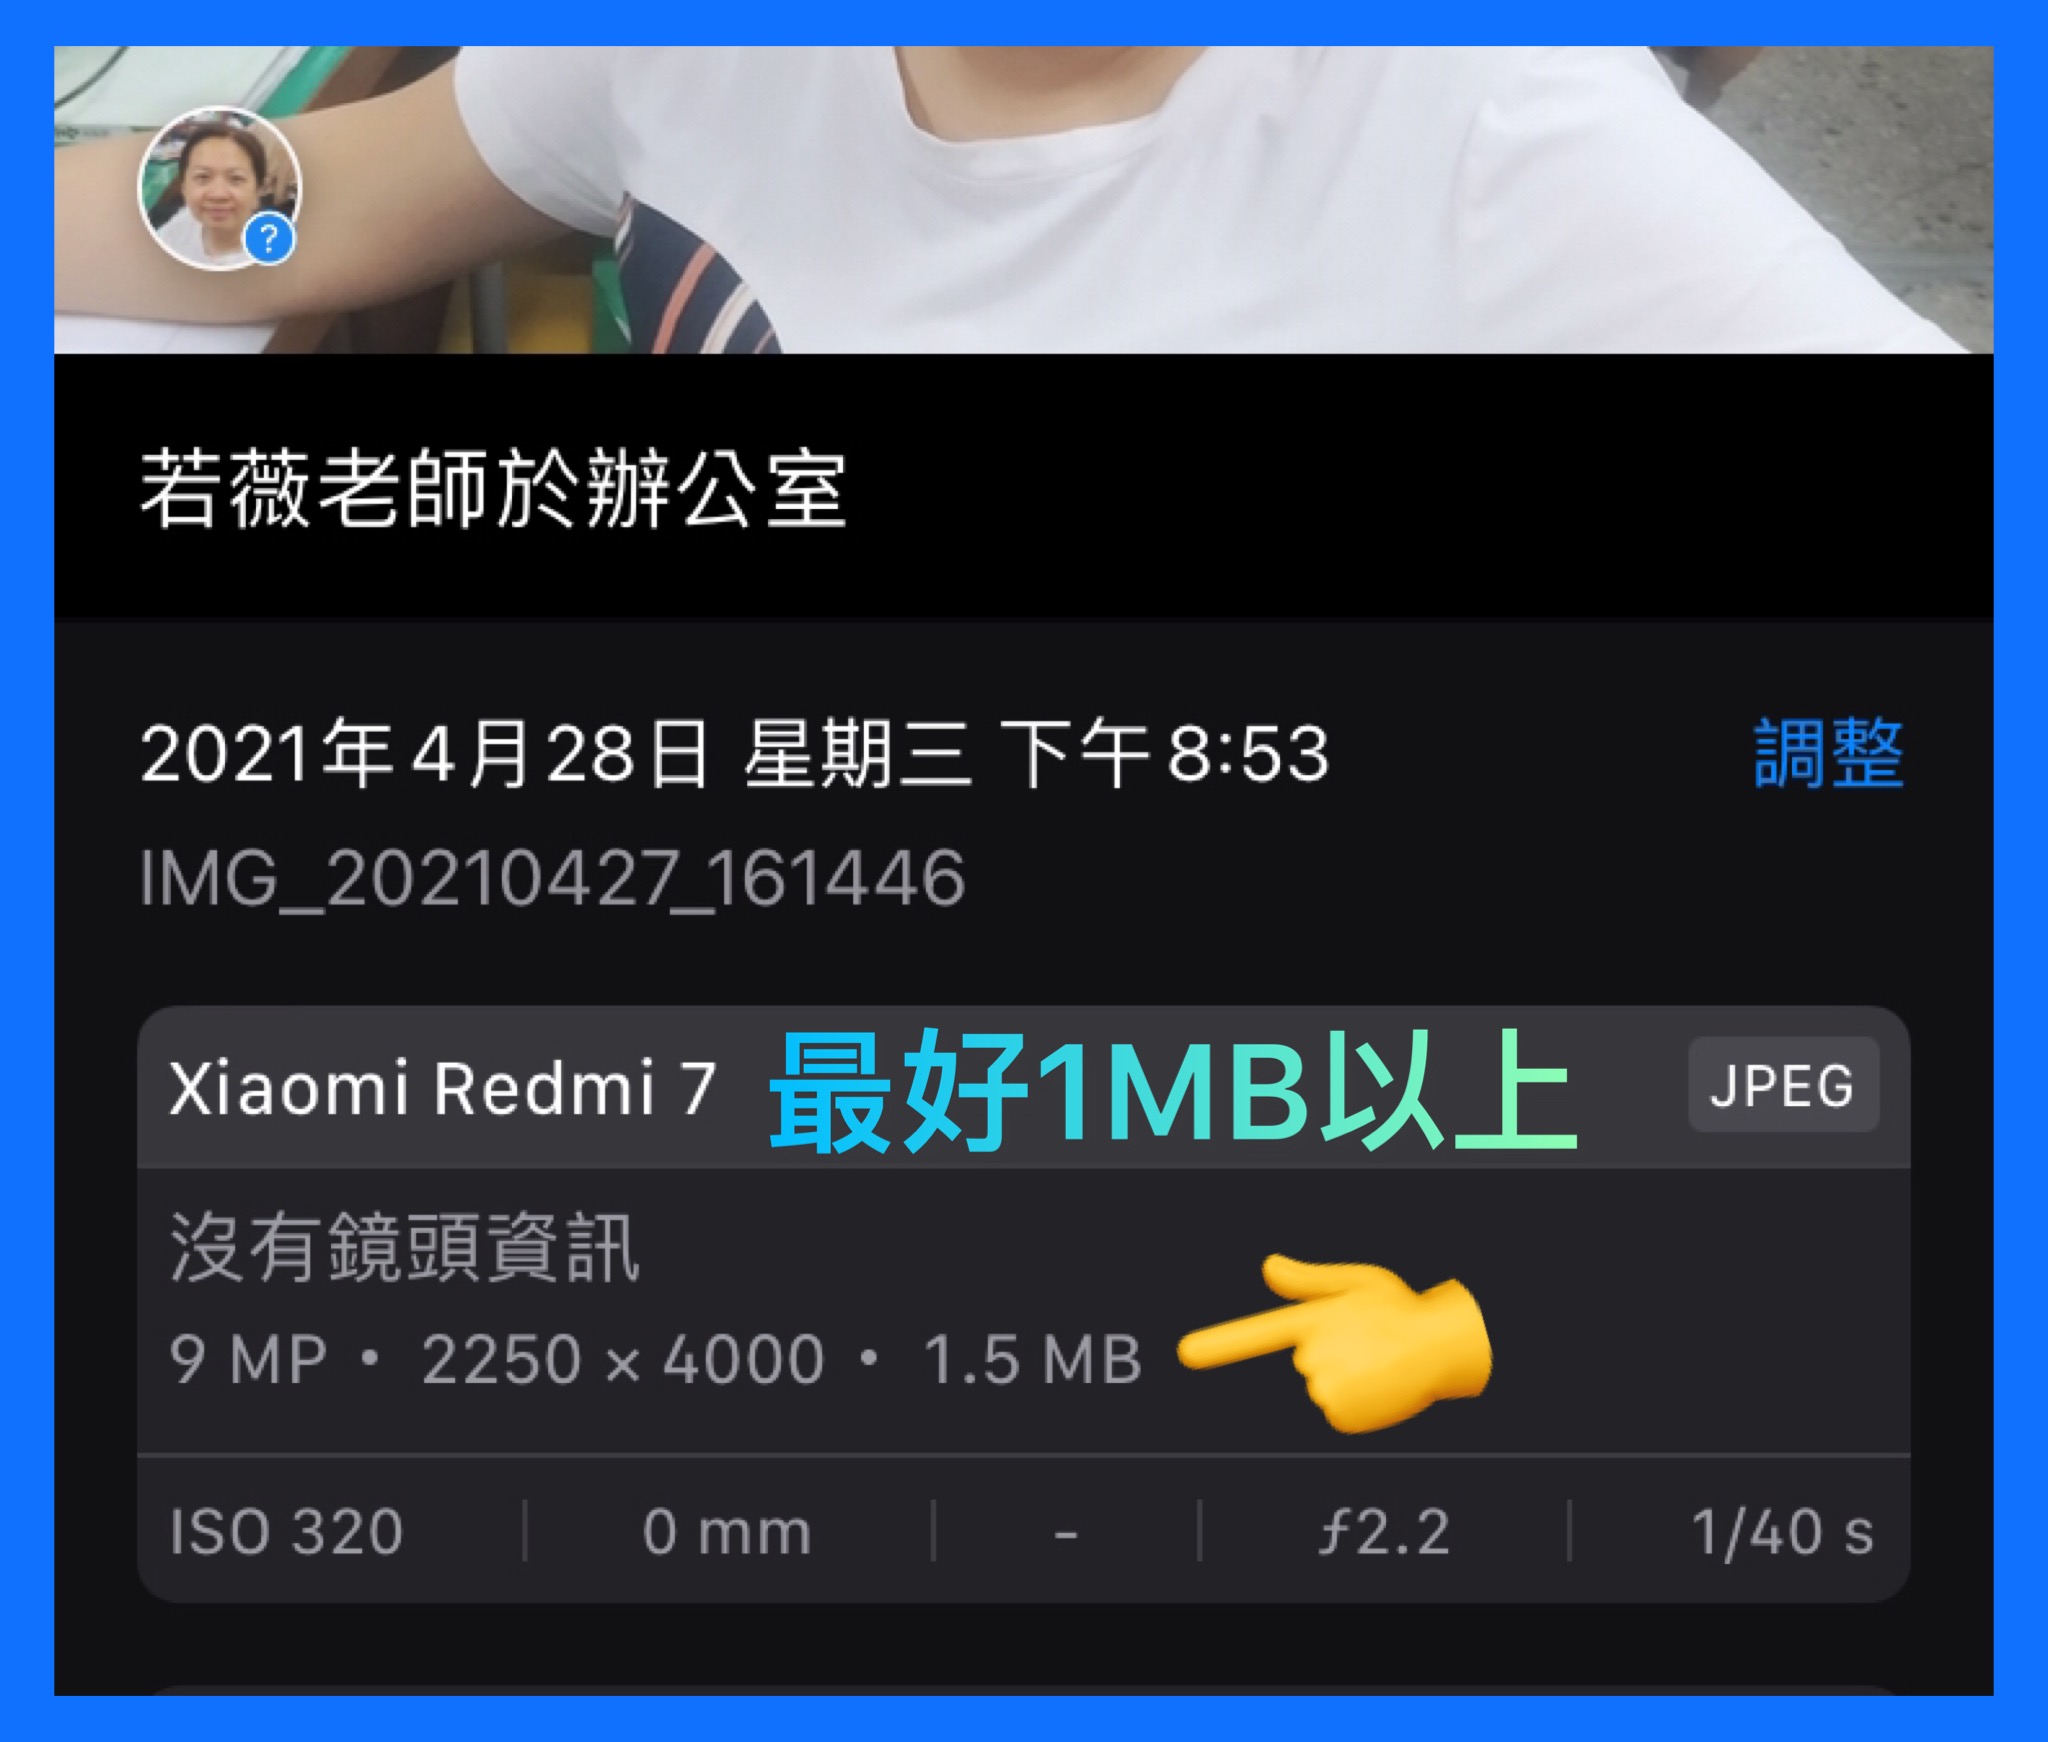 若薇老師於辦公室
2021年4月28日 星期三 下午8:53
調整
IMG_20210427_161446
Xiaomi Redmi 7
最好1MB以上
JPEG
沒有鏡頭資訊
9 MP • 2250 × 4000 • 1.5 MB
ISO 320 | 0 mm | - | ƒ2.2 | 1/40 s